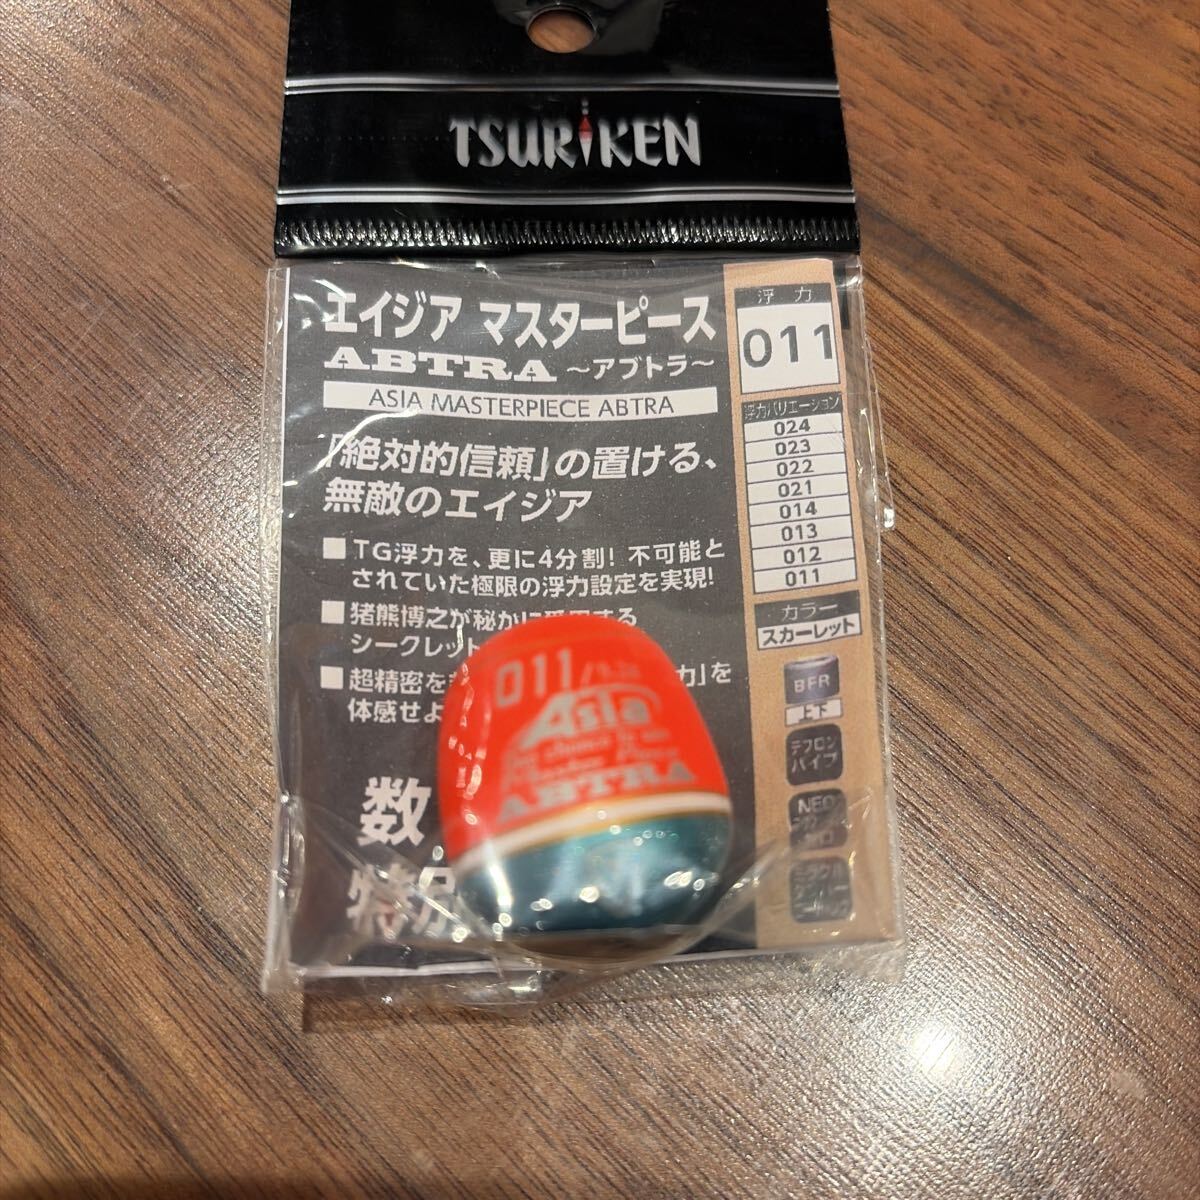 TSURIKEN
エイジア マスターピース
ABTRA ～アブトラ～
ASIA MASTERPIECE ABTRA
「絶対的信頼」の置ける、
無敵のエイジア
■TG浮力を、更に4分割! 不可能と
されていた極限の浮力設定を実現!
■猪熊博之が秘かに
シークレット
■超精密を 力」を
体感せよ
数
特別
浮力
011
浮力バリエーション
024
023
022
021
014
013
012
011
カラー
スカーレット
BFR
上下
テフロン
パイプ
NEO
011
Asia
ABTRA